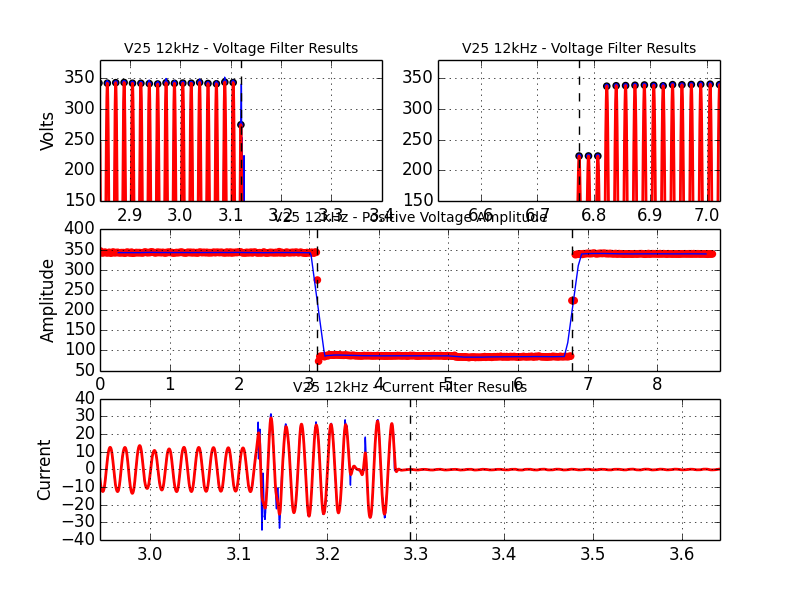 V25 12kHz - Voltage Filter Results
V25 12kHz - Voltage Filter Results
Volts
350
300
250
200
150
2.9 3.0 3.1 3.2 3.3 3.4
350
300
250
200
150
6.6 6.7 6.8 6.9 7.0
V25 12kHz - Positive Voltage Amplitude
Amplitude
400
350
300
250
200
150
100
50
0 1 2 3 4 5 6 7 8
V25 12kHz - Current Filter Results
Current
40
30
20
10
0
−10
−20
−30
−40
3.0 3.1 3.2 3.3 3.4 3.5 3.6